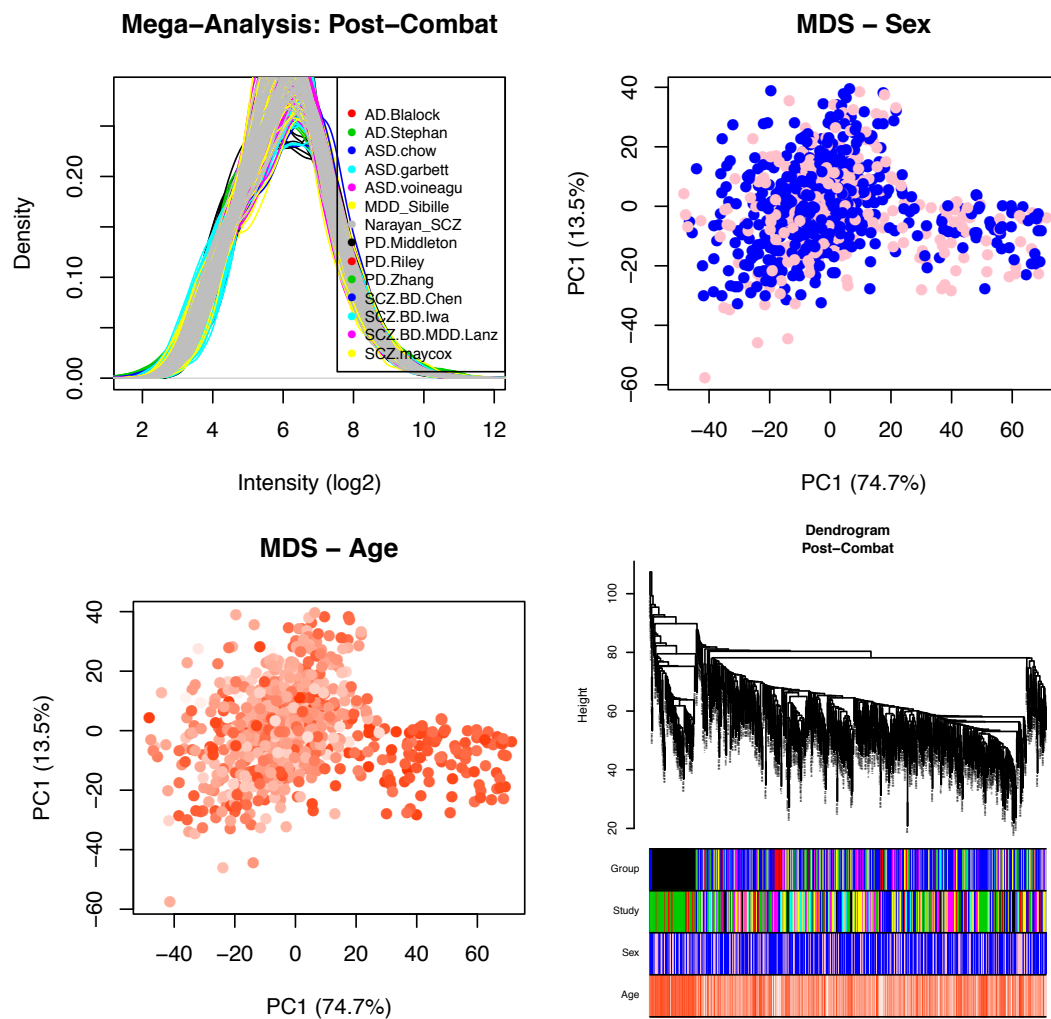 Mega−Analysis: Post−Combat
Density
0.00
0.10
0.20
2 4 6 8 10 12
Intensity (log2)
AD.Blalock
AD.Stephan
ASD.chow
ASD.garbett
ASD.voineagu
MDD_Sibille
Narayan_SCZ
PD.Middleton
PD.Riley
PD.Zhang
SCZ.BD.Chen
SCZ.BD.Iwa
SCZ.BD.MDD.Lanz
SCZ.maycox
MDS − Sex
PC1 (13.5%)
40
20
0
−20
−40
−60
−40 −20 0 20 40 60
PC1 (74.7%)
MDS − Age
PC1 (13.5%)
40
20
0
−20
−40
−60
−40 −20 0 20 40 60
PC1 (74.7%)
Dendrogram
Post−Combat
Height
100
80
60
40
20
Group
Study
Sex
Age